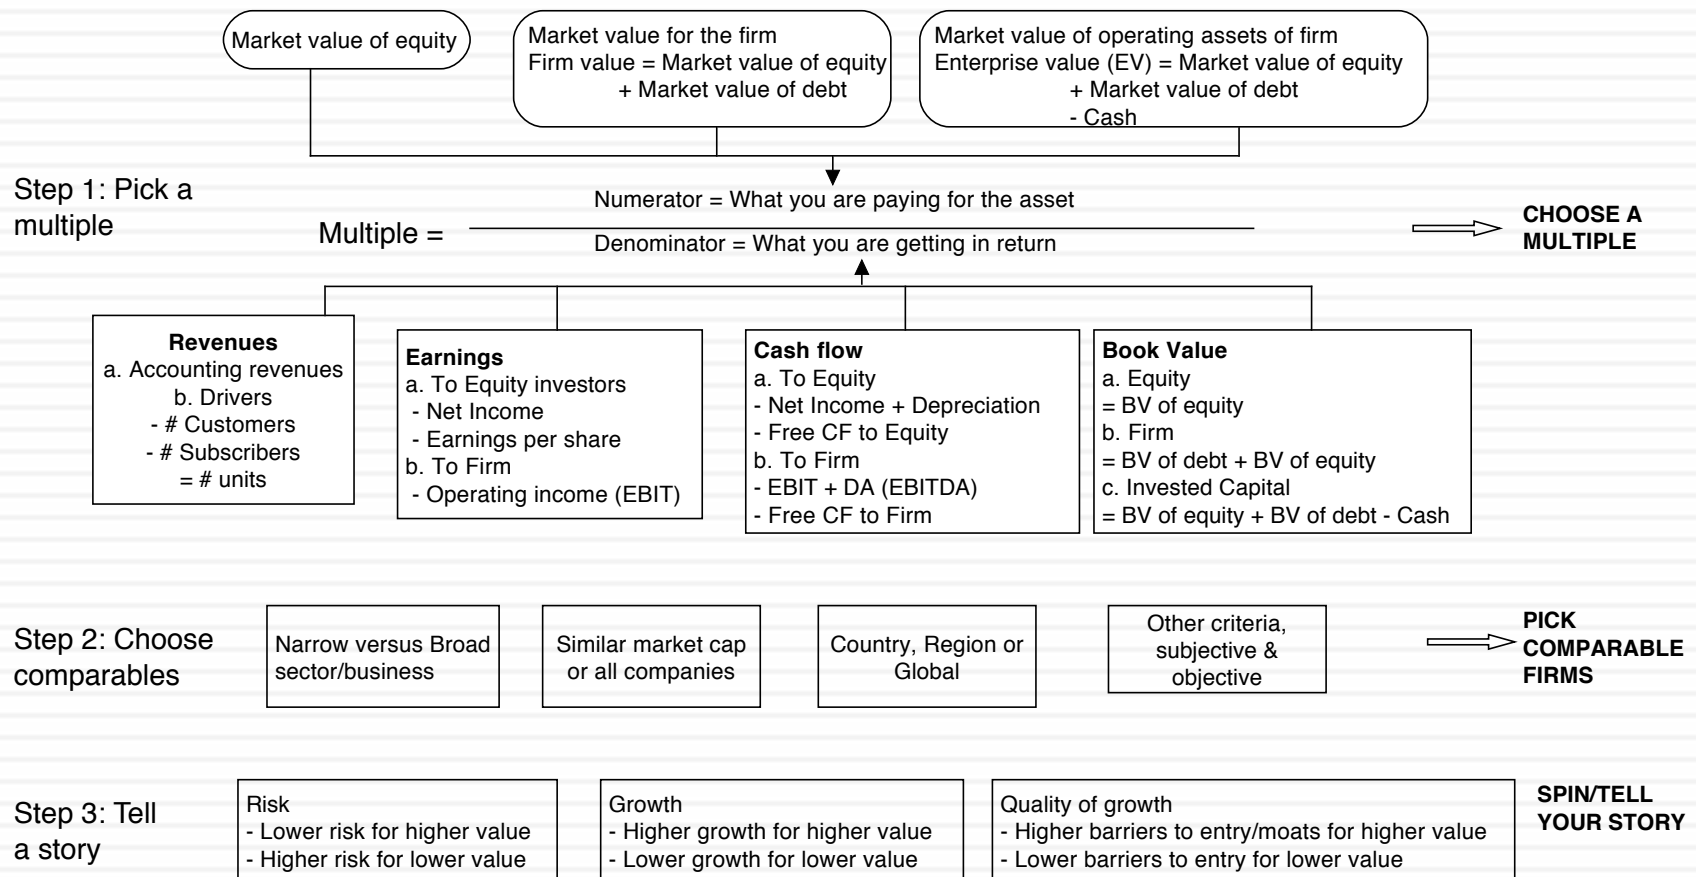 Market value of equity
Market value for the firm
Firm value = Market value of equity
+ Market value of debt
Market value of operating assets of firm
Enterprise value (EV) = Market value of equity
+ Market value of debt
- Cash
Step 1: Pick a
multiple
Numerator = What you are paying for the asset
Multiple =
Denominator = What you are getting in return
CHOOSE A
MULTIPLE
Revenues
a. Accounting revenues
b. Drivers
- # Customers
- # Subscribers
= # units
Earnings
a. To Equity investors
- Net Income
- Earnings per share
b. To Firm
- Operating income (EBIT)
Cash flow
a. To Equity
- Net Income + Depreciation
- Free CF to Equity
b. To Firm
- EBIT + DA (EBITDA)
- Free CF to Firm
Book Value
a. Equity
= BV of equity
b. Firm
= BV of debt + BV of equity
c. Invested Capital
= BV of equity + BV of debt - Cash
Step 2: Choose
comparables
Narrow versus Broad
sector/business
Similar market cap
or all companies
Country, Region or
Global
Other criteria,
subjective &
objective
PICK
COMPARABLE
FIRMS
Step 3: Tell
a story
Risk
- Lower risk for higher value
- Higher risk for lower value
Growth
- Higher growth for higher value
- Lower growth for lower value
Quality of growth
- Higher barriers to entry/moats for higher value
- Lower barriers to entry for lower value
SPIN/TELL
YOUR STORY